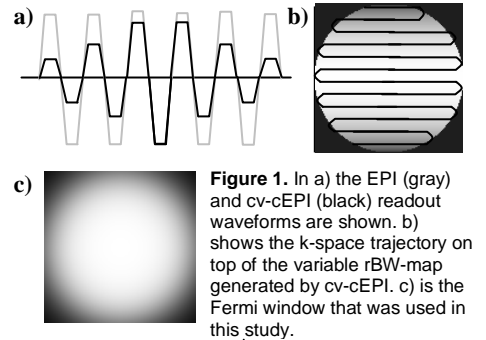 a)
b)
c)
Figure 1. In a) the EPI (gray)
and cv-cEPI (black) readout
waveforms are shown. b)
shows the k-space trajectory on
top of the variable rBW-map
generated by cv-cEPI. c) is the
Fermi window that was used in
this study.